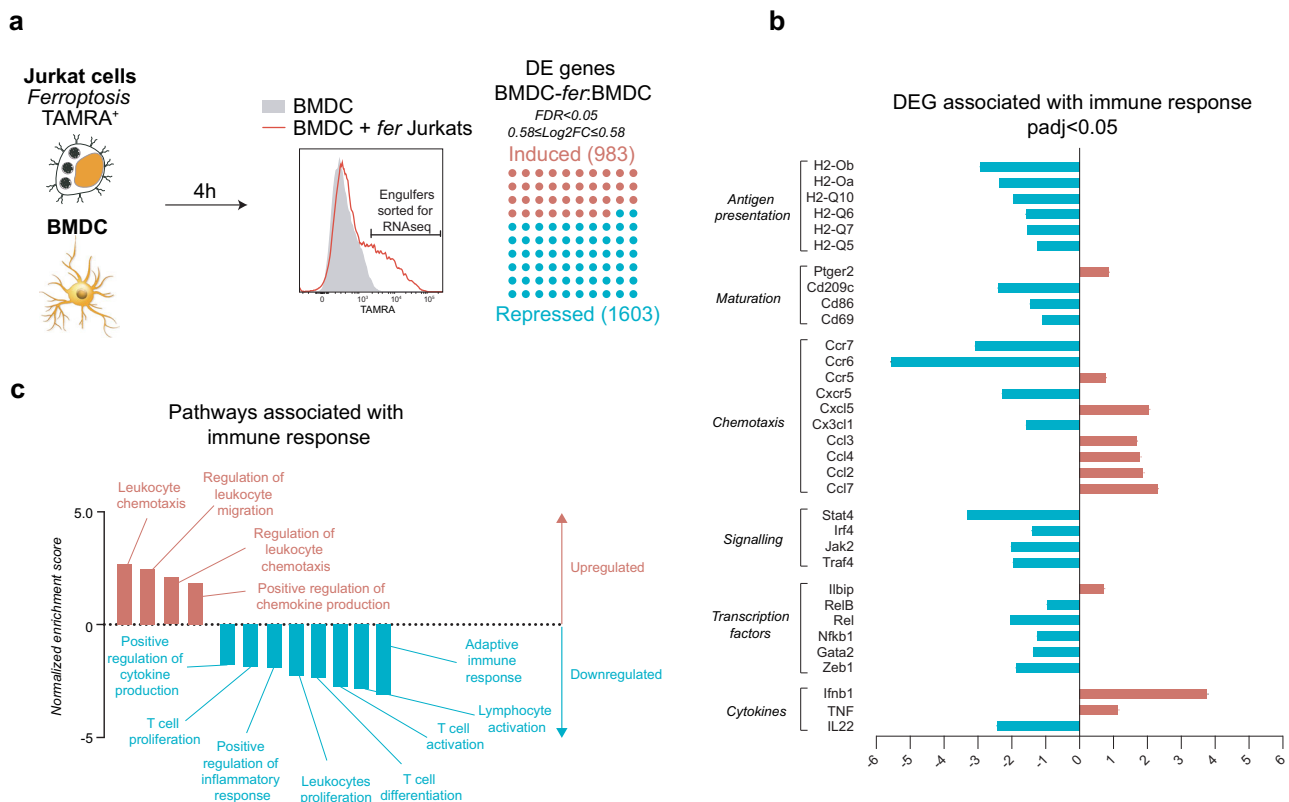 a
Jurkat cells
Ferroptosis
TAMRA+
BMDC
4h
BMDC
BMDC + fer Jurkats
Engulfers
sorted for
RNAseq
0
10³
10⁴
10⁵
TAMRA
DE genes
BMDC-fer:BMDC
FDR<0.05
0.58≤Log2FC≤0.58
Induced (983)
Repressed (1603)
b
DEG associated with immune response
padj<0.05
Antigen
presentation
H2-Ob
H2-Oa
H2-Q10
H2-Q6
H2-Q7
H2-Q5
Maturation
Ptger2
Cd209c
Cd86
Cd69
Chemotaxis
Ccr7
Ccr6
Ccr5
Cxcr5
Cxcl5
Cx3cl1
Ccl3
Ccl4
Ccl2
Ccl7
Signalling
Stat4
Irf4
Jak2
Traf4
Transcription
factors
Ilbip
RelB
Rel
Nfkb1
Gata2
Zeb1
Cytokines
Ifnb1
TNF
IL22
-6 -5 -4 -3 -2 -1 0 1 2 3 4 5 6
c
Pathways associated with
immune response
Normalized enrichment score
5.0
0
-5
Leukocyte
chemotaxis
Regulation of
leukocyte
migration
Regulation of
leukocyte
chemotaxis
Positive regulation of
chemokine production
Upregulated
Downregulated
Positive
regulation of
cytokine
production
T cell
proliferation
Positive
regulation of
inflammatory
response
Leukocytes
proliferation
T cell
differentiation
T cell
activation
Lymphocyte
activation
Adaptive
immune
response